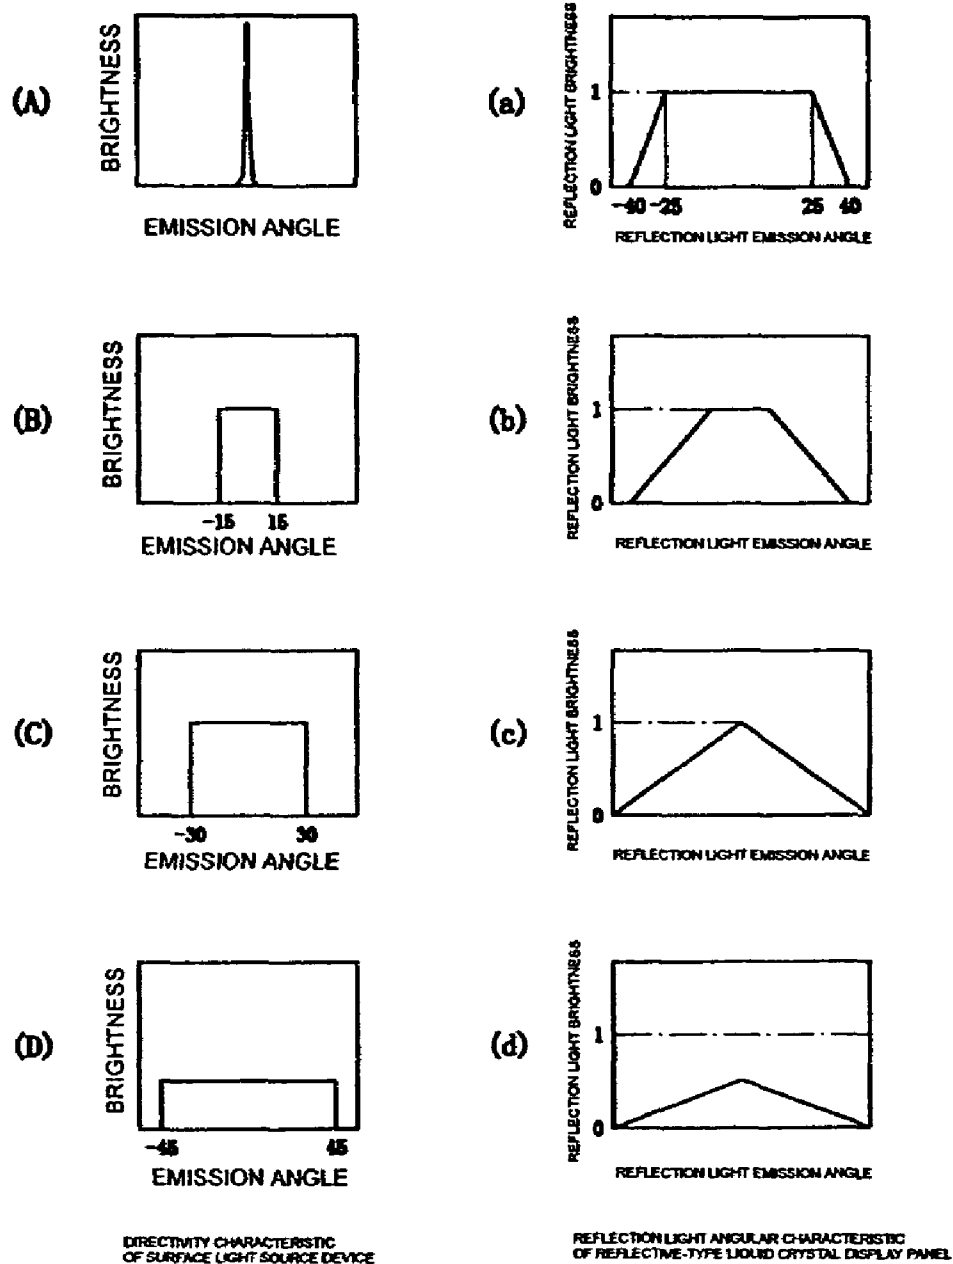 (A)
BRIGHTNESS
EMISSION ANGLE
(a)
REFLECTION LIGHT BRIGHTNESS
1
0
-40 -25 25 40
REFLECTION LIGHT EMISSION ANGLE
(B)
BRIGHTNESS
-15 15
EMISSION ANGLE
(b)
REFLECTION LIGHT BRIGHTNESS
1
0
REFLECTION LIGHT EMISSION ANGLE
(C)
BRIGHTNESS
-30 30
EMISSION ANGLE
(c)
REFLECTION LIGHT BRIGHTNESS
1
0
REFLECTION LIGHT EMISSION ANGLE
(D)
BRIGHTNESS
-45 45
EMISSION ANGLE
(d)
REFLECTION LIGHT BRIGHTNESS
1
0
REFLECTION LIGHT EMISSION ANGLE
DIRECTIVITY CHARACTERISTIC
OF SURFACE LIGHT SOURCE DEVICE
REFLECTION LIGHT ANGULAR CHARACTERISTIC
OF REFLECTIVE-TYPE LIQUID CRYSTAL DISPLAY PANEL